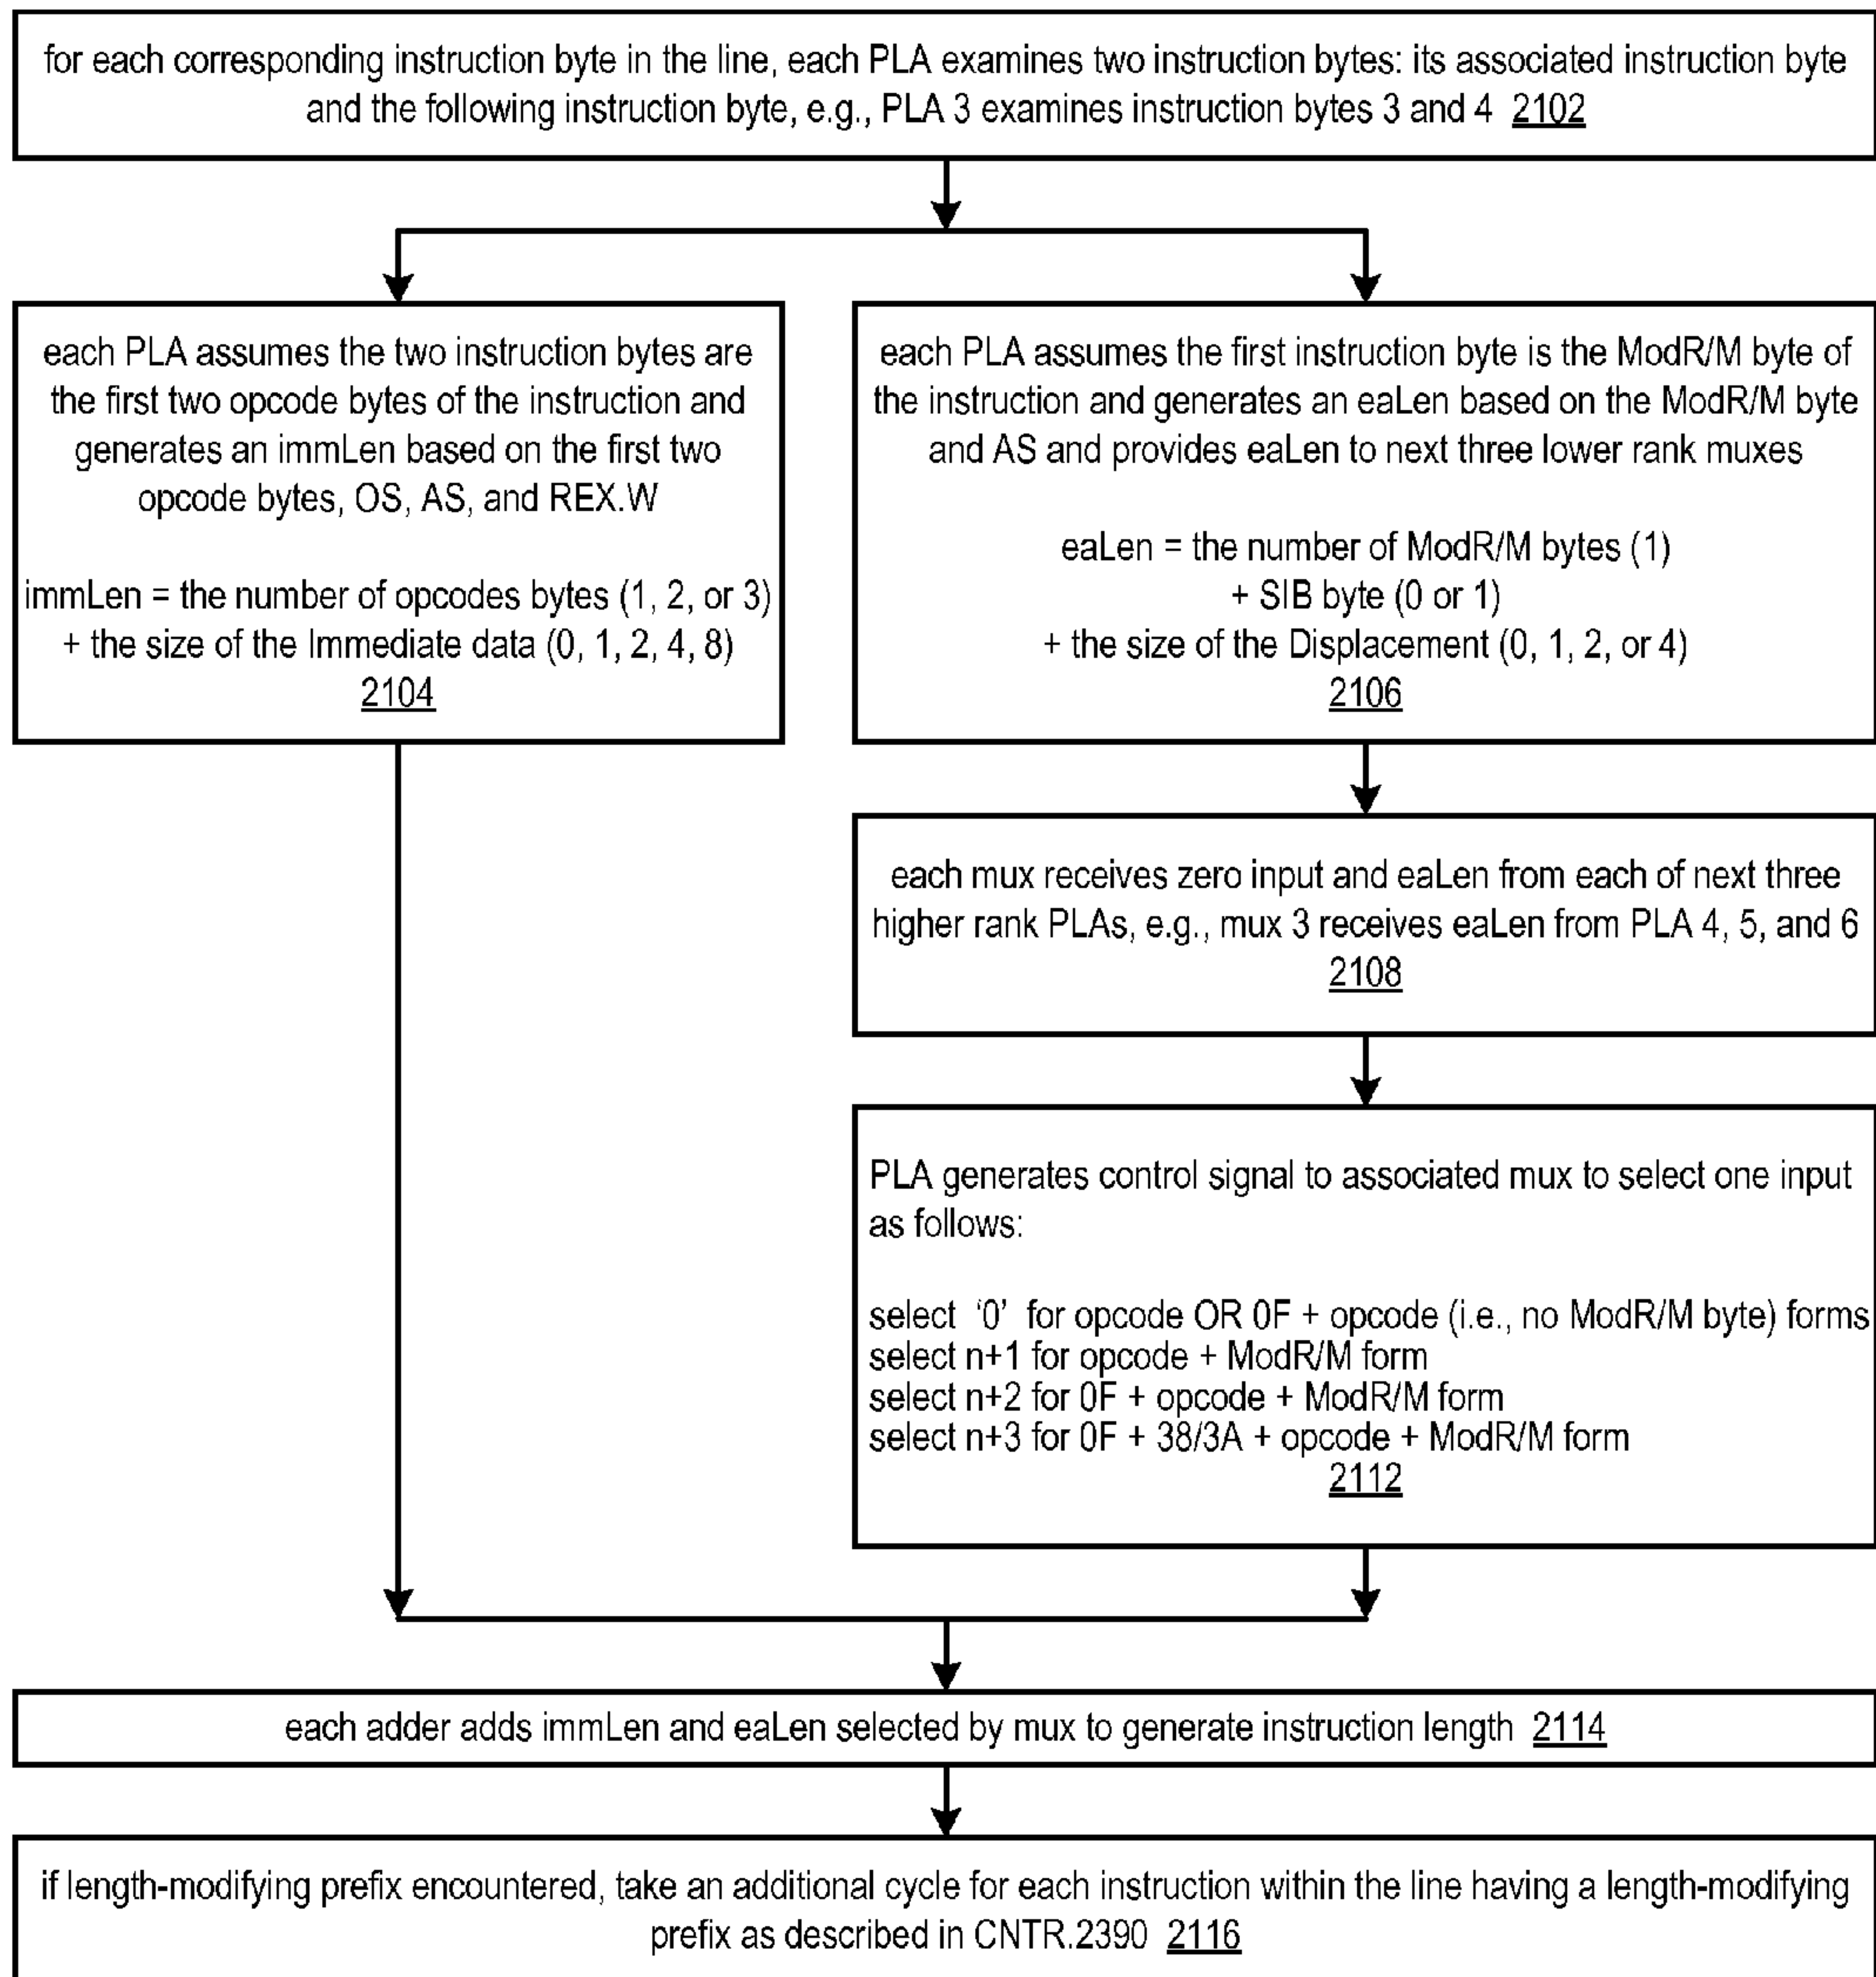 for each corresponding instruction byte in the line, each PLA examines two instruction bytes: its associated instruction byte
and the following instruction byte, e.g., PLA 3 examines instruction bytes 3 and 4 2102
each PLA assumes the two instruction bytes are
the first two opcode bytes of the instruction and
generates an immLen based on the first two
opcode bytes, OS, AS, and REX.W
immLen = the number of opcodes bytes (1, 2, or 3)
+ the size of the Immediate data (0, 1, 2, 4, 8)
2104
each PLA assumes the first instruction byte is the ModR/M byte of
the instruction and generates an eaLen based on the ModR/M byte
and AS and provides eaLen to next three lower rank muxes
eaLen = the number of ModR/M bytes (1)
+ SIB byte (0 or 1)
+ the size of the Displacement (0, 1, 2, or 4)
2106
each mux receives zero input and eaLen from each of next three
higher rank PLAs, e.g., mux 3 receives eaLen from PLA 4, 5, and 6
2108
PLA generates control signal to associated mux to select one input
as follows:
select ‘0’ for opcode OR 0F + opcode (i.e., no ModR/M byte) forms
select n+1 for opcode + ModR/M form
select n+2 for 0F + opcode + ModR/M form
select n+3 for 0F + 38/3A + opcode + ModR/M form
2112
each adder adds immLen and eaLen selected by mux to generate instruction length 2114
if length-modifying prefix encountered, take an additional cycle for each instruction within the line having a length-modifying
prefix as described in CNTR.2390 2116